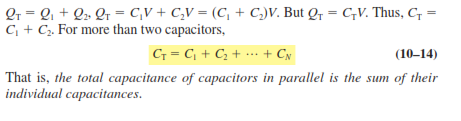 Q_T = Q_1 + Q_2. Q_T = C_1V + C_2V = (C_1 + C_2)V. But Q_T = C_TV. Thus, C_T =
C_1 + C_2. For more than two capacitors,
C_T = C_1 + C_2 + ··· + C_N (10–14)
That is, the total capacitance of capacitors in parallel is the sum of their
individual capacitances.